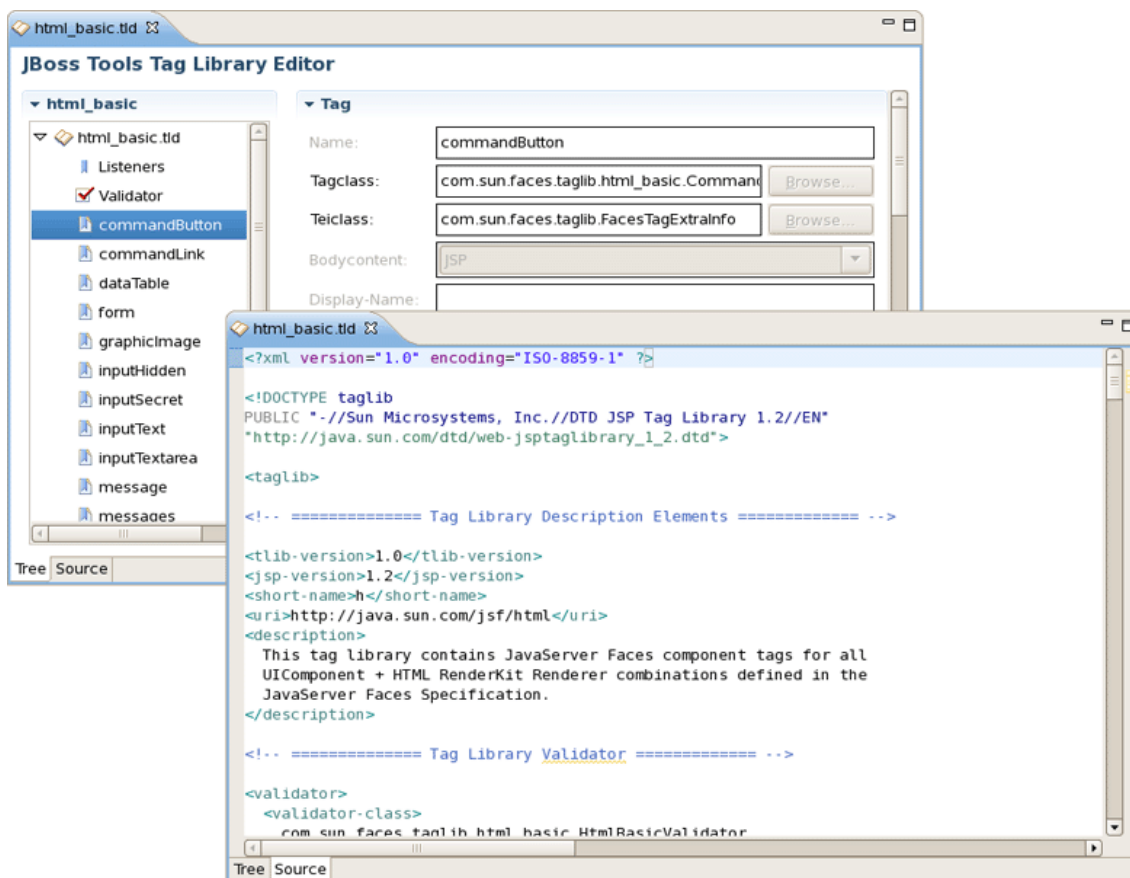 html_basic.tld
JBoss Tools Tag Library Editor
html_basic
html_basic.tld
Listeners
Validator
commandButton
commandLink
dataTable
form
graphicImage
inputHidden
inputSecret
inputText
inputTextarea
message
messages
Tree Source
Tag
Name: commandButton
Tagclass: com.sun.faces.taglib.html_basic.Command Browse...
Teiclass: com.sun.faces.taglib.FacesTagExtraInfo Browse...
Bodycontent: JSP
Display-Name:
html_basic.tld
<?xml version="1.0" encoding="ISO-8859-1" ?>
<!DOCTYPE taglib
PUBLIC "-//Sun Microsystems, Inc.//DTD JSP Tag Library 1.2//EN"
"http://java.sun.com/dtd/web-jsptaglibrary_1_2.dtd">
<taglib>
<!-- ============== Tag Library Description Elements ============= -->
<tlib-version>1.0</tlib-version>
<jsp-version>1.2</jsp-version>
<short-name>h</short-name>
<uri>http://java.sun.com/jsf/html</uri>
<description>
This tag library contains JavaServer Faces component tags for all
UIComponent + HTML RenderKit Renderer combinations defined in the
JavaServer Faces Specification.
</description>
<!-- ============== Tag Library Validator ============= -->
<validator>
<validator-class>
com.sun.faces.taglib.html_basic.HtmlBasicValidator
Tree Source